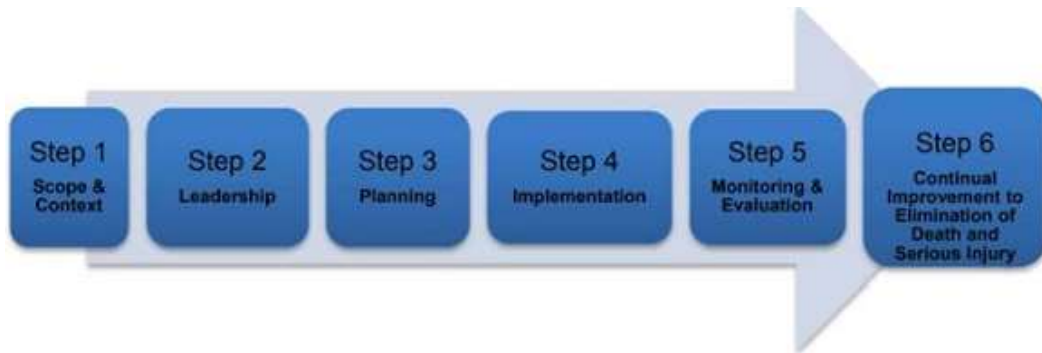 Step 1
Scope &
Context
Step 2
Leadership
Step 3
Planning
Step 4
Implementation
Step 5
Monitoring &
Evaluation
Step 6
Continual
Improvement to
Elimination of
Death and
Serious Injury